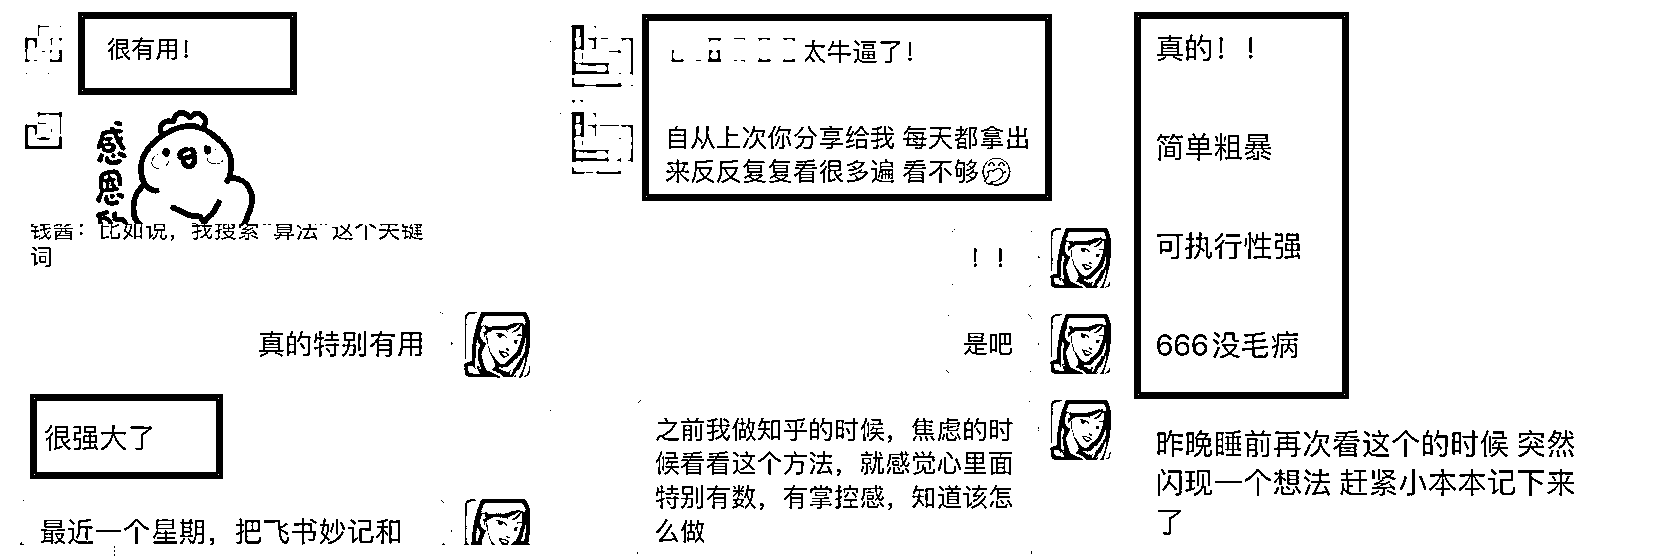 很有用！
感恩的
钱酱：比如说，我搜索“算法”这个关键
词
真的特别有用
很强大了
最近一个星期，把飞书妙记和
太牛逼了！
自从上次你分享给我 每天都拿出
来反反复复看很多遍 看不够🤭
！！
是吧
之前我做知乎的时候，焦虑的时
候看看这个方法，就感觉心里面
特别有数，有掌控感，知道该怎
么做
真的！！
简单粗暴
可执行性强
666没毛病
昨晚睡前再次看这个的时候 突然
闪现一个想法 赶紧小本本记下来
了